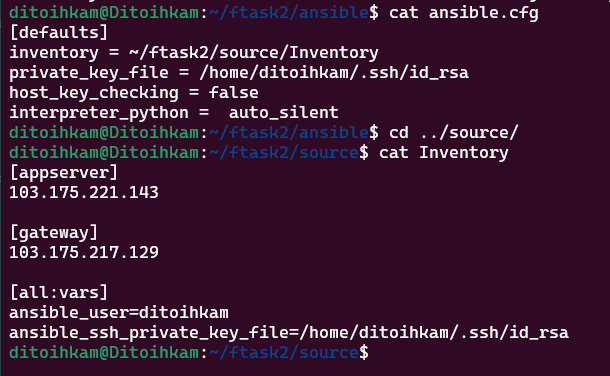 ditoihkam@Ditoihkam:~/ftask2/ansible$ cat ansible.cfg
[defaults]
inventory = ~/ftask2/source/Inventory
private_key_file = /home/ditoihkam/.ssh/id_rsa
host_key_checking = false
interpreter_python =  auto_silent
ditoihkam@Ditoihkam:~/ftask2/ansible$ cd ../source/
ditoihkam@Ditoihkam:~/ftask2/source$ cat Inventory
[appserver]
103.175.221.143

[gateway]
103.175.217.129

[all:vars]
ansible_user=ditoihkam
ansible_ssh_private_key_file=/home/ditoihkam/.ssh/id_rsa
ditoihkam@Ditoihkam:~/ftask2/source$